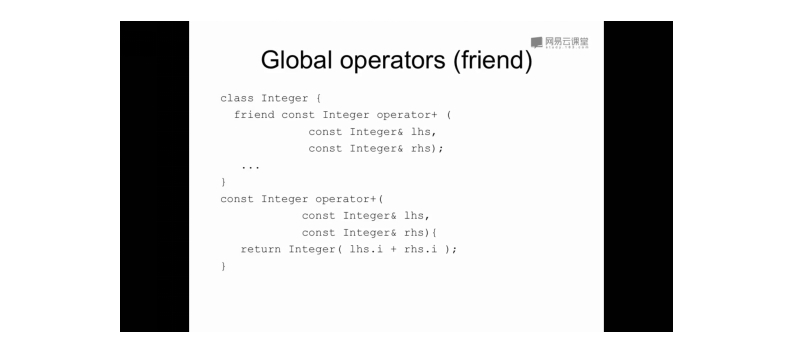 网易云课堂
Global operators (friend)
class Integer {
friend const Integer operator+ (
const Integer& lhs,
const Integer& rhs);
...
}
const Integer operator+(
const Integer& lhs,
const Integer& rhs){
return Integer( lhs.i + rhs.i );
}